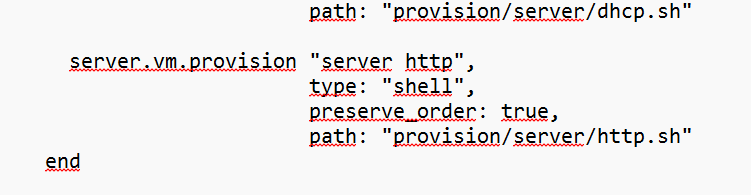 path: "provision/server/dhcp.sh"
server.vm.provision "server http",
type: "shell",
preserve_order: true,
path: "provision/server/http.sh"
end